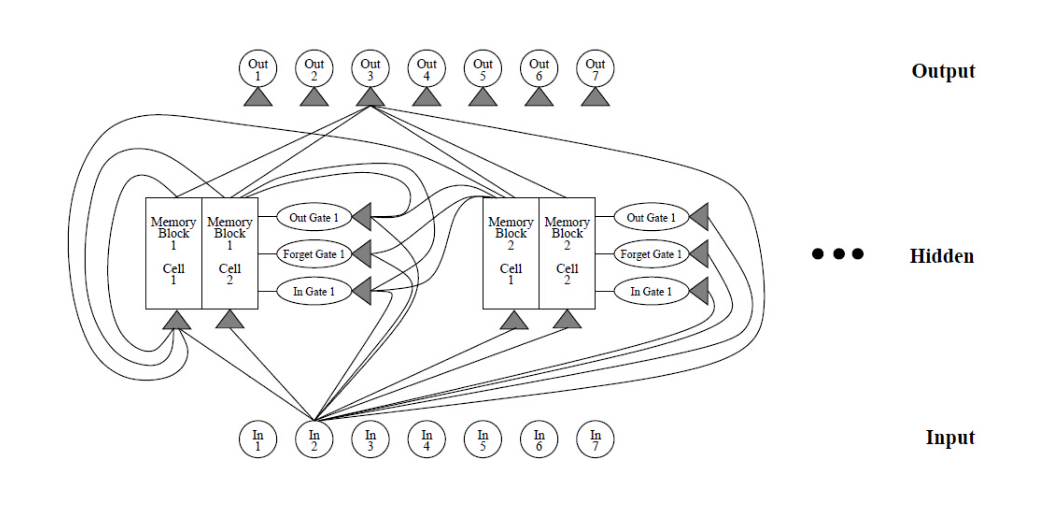 Out 1
Out 2
Out 3
Out 4
Out 5
Out 6
Out 7
Output
Memory
Block
1
Cell
1
Memory
Block
1
Cell
2
Out Gate 1
Forget Gate 1
In Gate 1
Memory
Block
2
Cell
1
Memory
Block
2
Cell
2
Out Gate 1
Forget Gate 1
In Gate 1
Hidden
In 1
In 2
In 3
In 4
In 5
In 6
In 7
Input